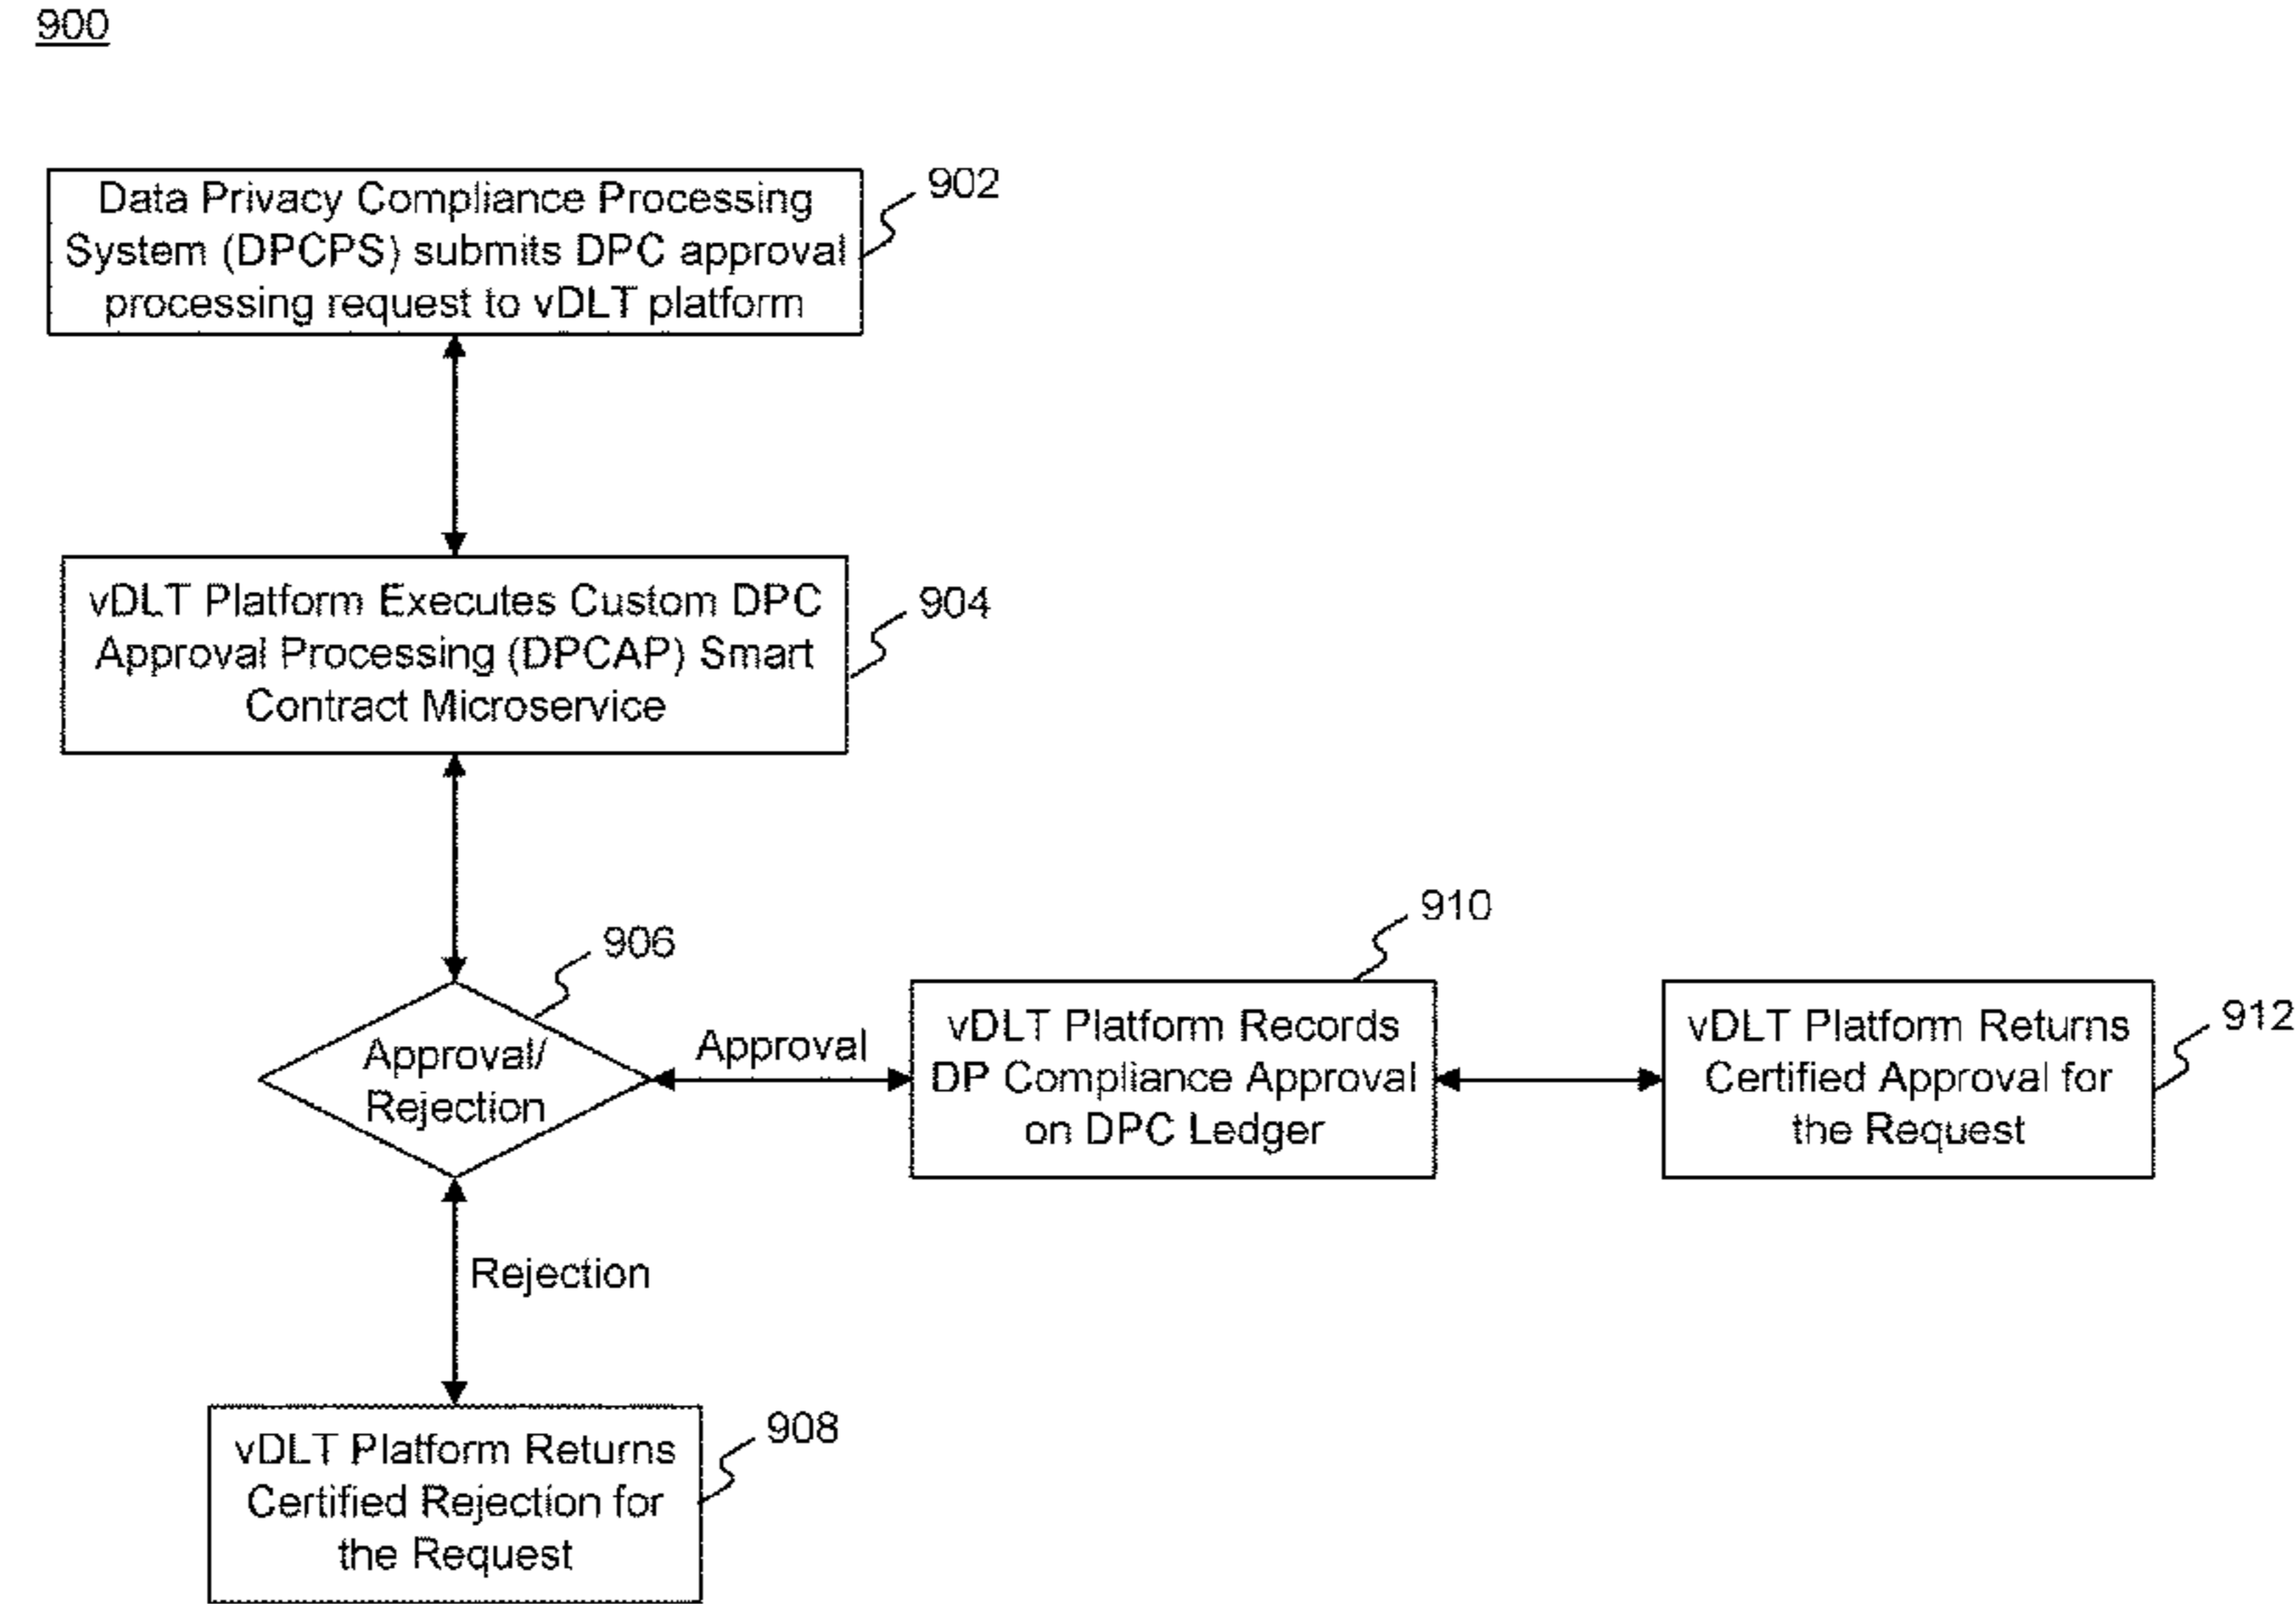 900
Data Privacy Compliance Processing
System (DPCPS) submits DPC approval
processing request to vDLT platform
902
vDLT Platform Executes Custom DPC
Approval Processing (DPCAP) Smart
Contract Microservice
904
906
Approval/
Rejection
Approval
910
vDLT Platform Records
DP Compliance Approval
on DPC Ledger
912
vDLT Platform Returns
Certified Approval for
the Request
Rejection
908
vDLT Platform Returns
Certified Rejection for
the Request